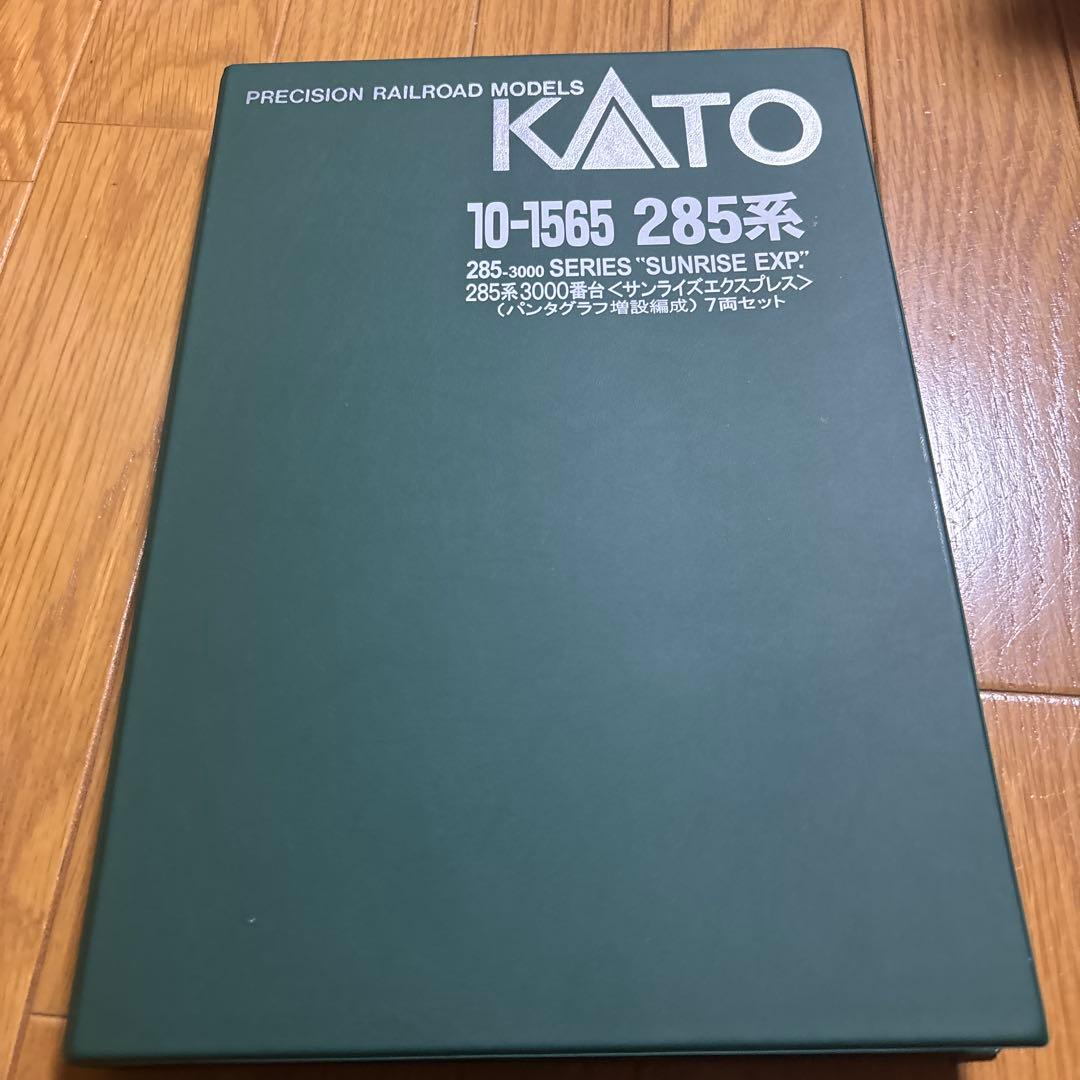 PRECISION RAILROAD MODELS
KATO
10-1565 285系
285-3000 SERIES "SUNRISE EXP."
285系3000番台<サンライズエクスプレス>
(パンタグラフ増設編成)7両セット